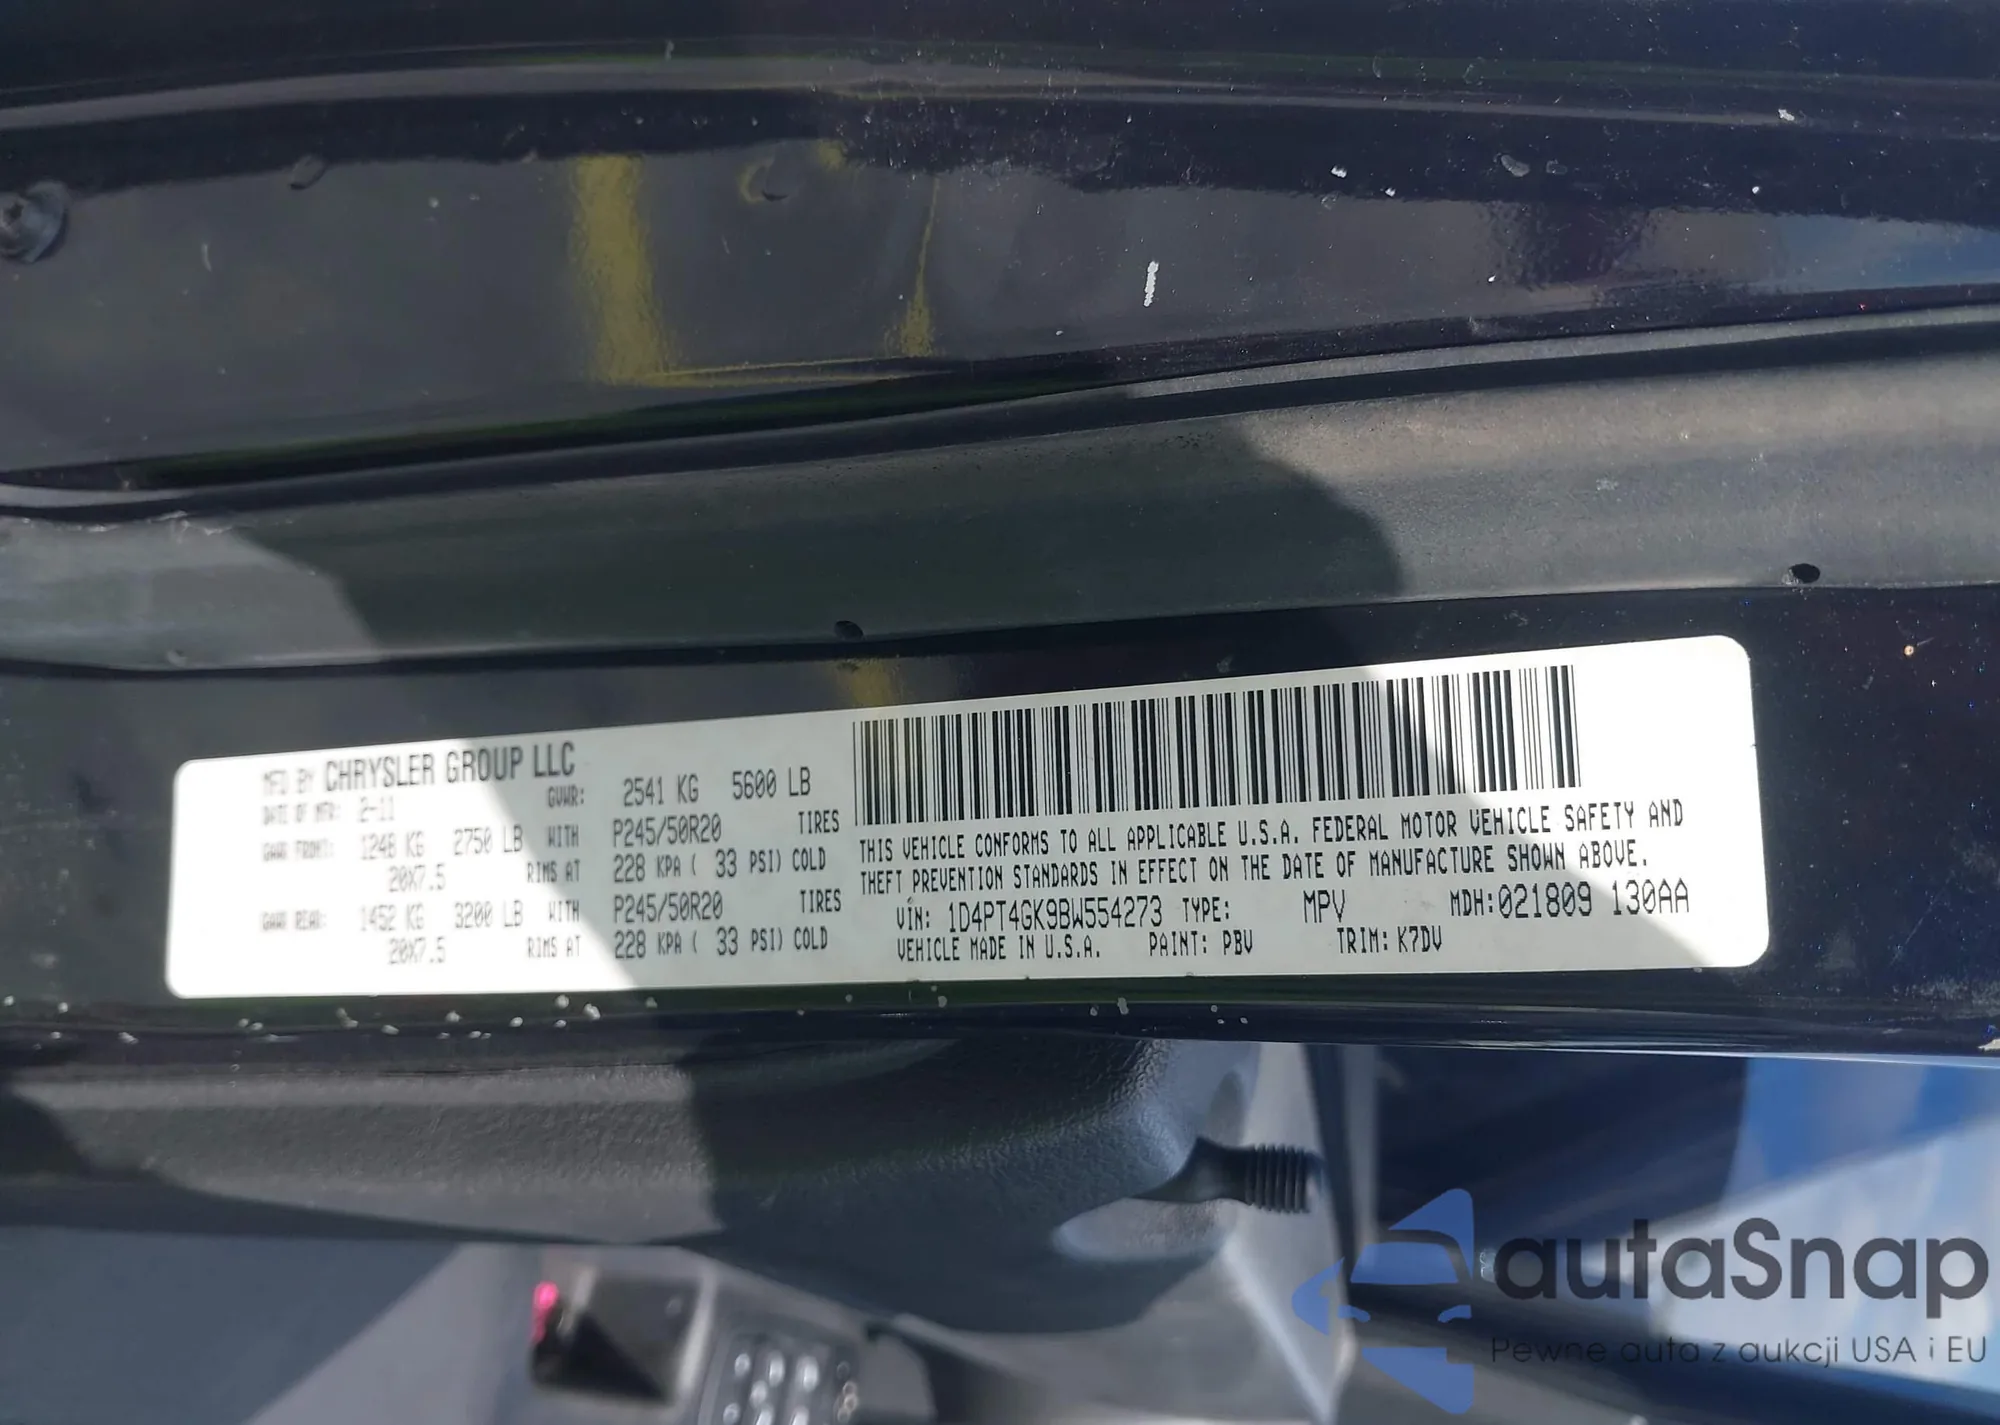 MFD BY CHRYSLER GROUP LLC
DATE OF MFR: 2-11 GVWR: 2541 KG 5600 LB
GAWR FRONT: 1248 KG 2750 LB WITH P245/50R20 TIRES
20X7.5 RIMS AT 228 KPA ( 33 PSI) COLD
GAWR REAR: 1452 KG 3200 LB WITH P245/50R20 TIRES
20X7.5 RIMS AT 228 KPA ( 33 PSI) COLD
THIS VEHICLE CONFORMS TO ALL APPLICABLE U.S.A. FEDERAL MOTOR VEHICLE SAFETY AND
THEFT PREVENTION STANDARDS IN EFFECT ON THE DATE OF MANUFACTURE SHOWN ABOVE.
VIN: 1D4PT4GK9BW554273 TYPE: MPV MDH:021809 130AA
VEHICLE MADE IN U.S.A. PAINT: PBV TRIM: K7DV
autaSnap
Pewne auta z aukcji USA i EU